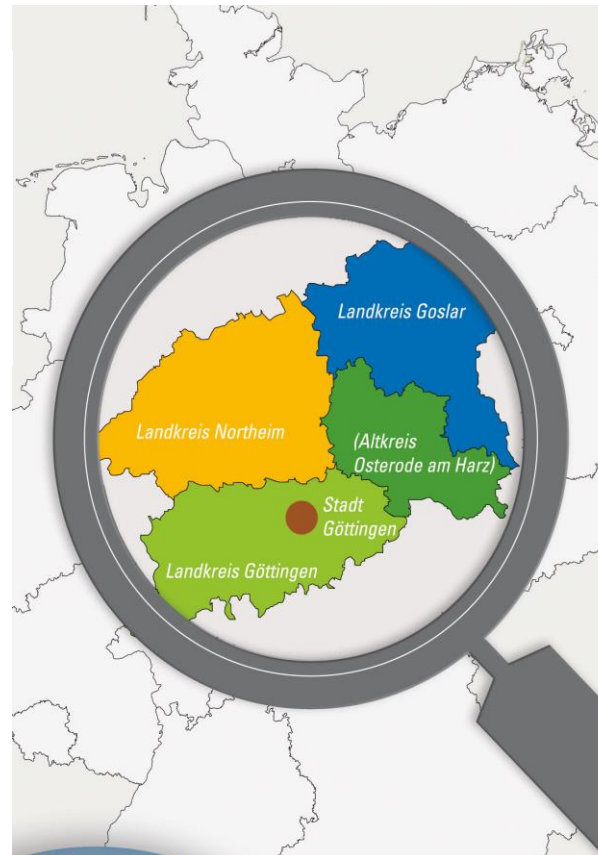 Landkreis Goslar
Landkreis Northeim
(Altkreis
Osterode am Harz)
Stadt
Göttingen
Landkreis Göttingen